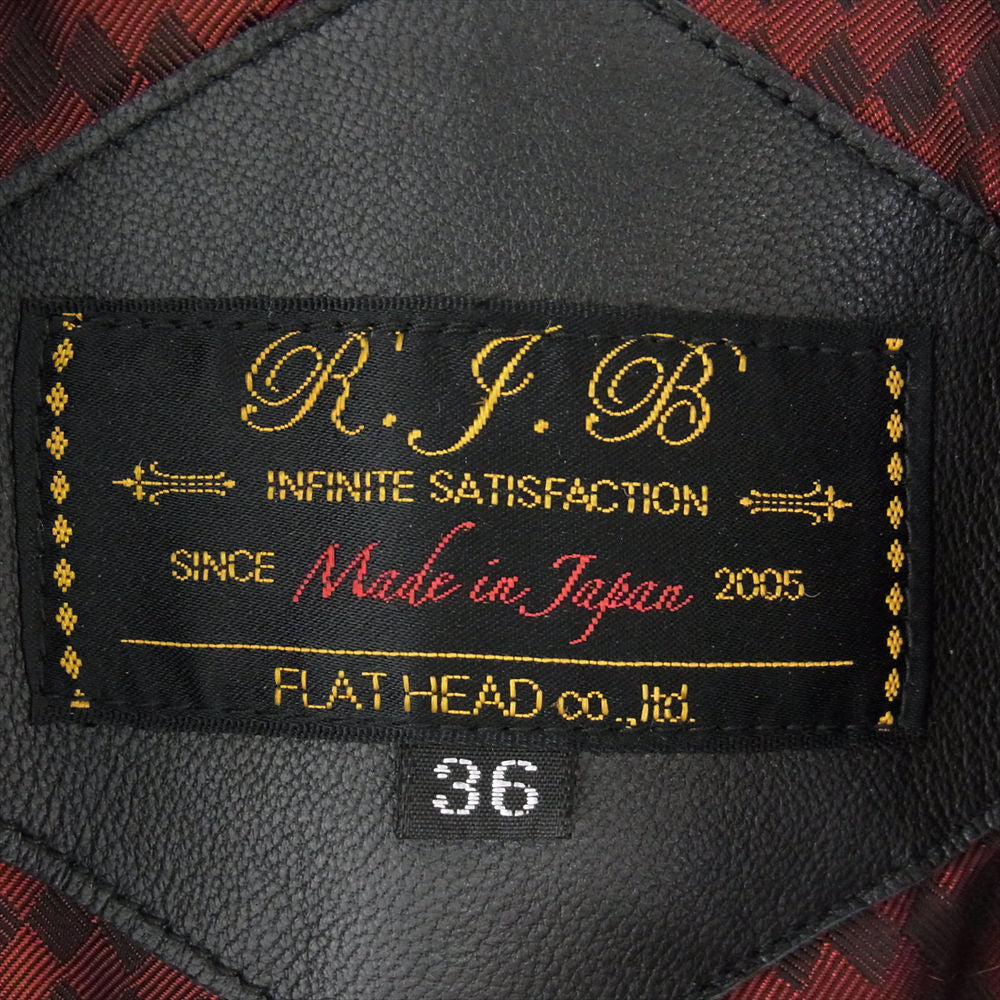 R.J.B
INFINITE SATISFACTION
SINCE Made in Japan 2005
FLAT HEAD co.,ltd.
36